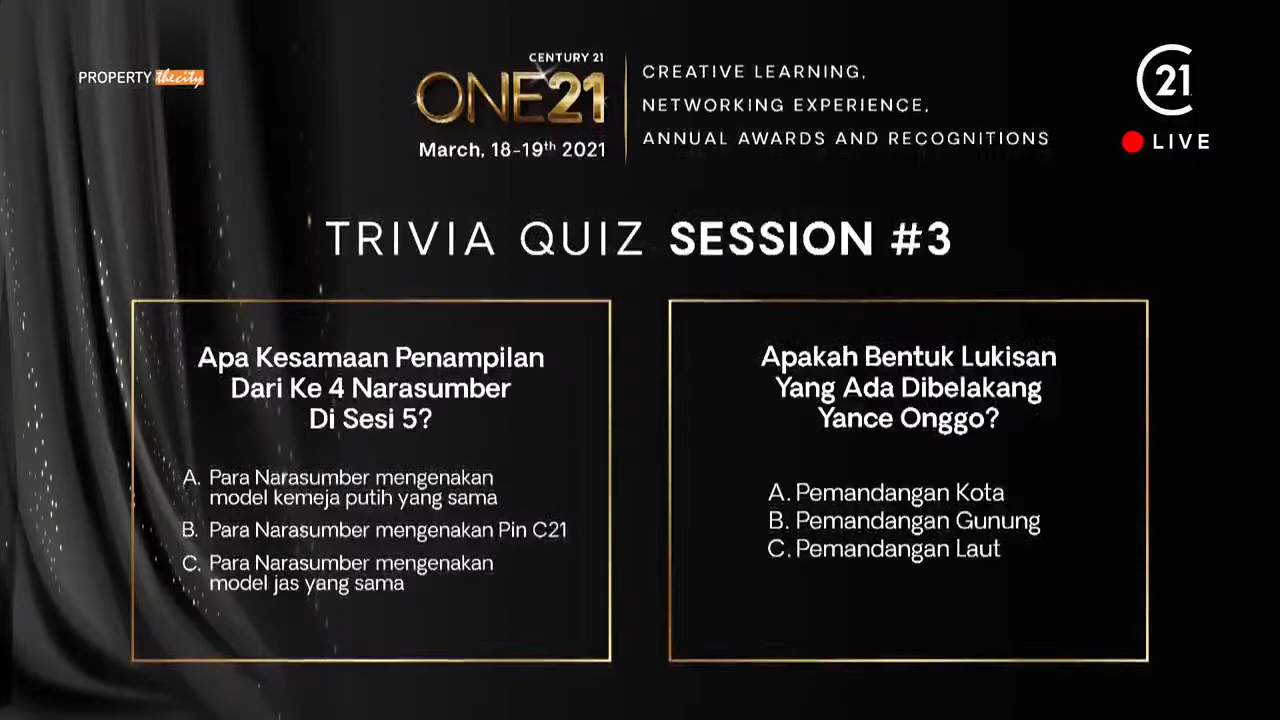 PROPERTY thecity
CENTURY 21
ONE21
March, 18-19th 2021
CREATIVE LEARNING,
NETWORKING EXPERIENCE,
ANNUAL AWARDS AND RECOGNITIONS
C21
LIVE
TRIVIA QUIZ SESSION #3
Apa Kesamaan Penampilan
Dari Ke 4 Narasumber
Di Sesi 5?
A. Para Narasumber mengenakan
model kemeja putih yang sama
B. Para Narasumber mengenakan Pin C21
C. Para Narasumber mengenakan
model jas yang sama
Apakah Bentuk Lukisan
Yang Ada Dibelakang
Yance Onggo?
A. Pemandangan Kota
B. Pemandangan Gunung
C. Pemandangan Laut